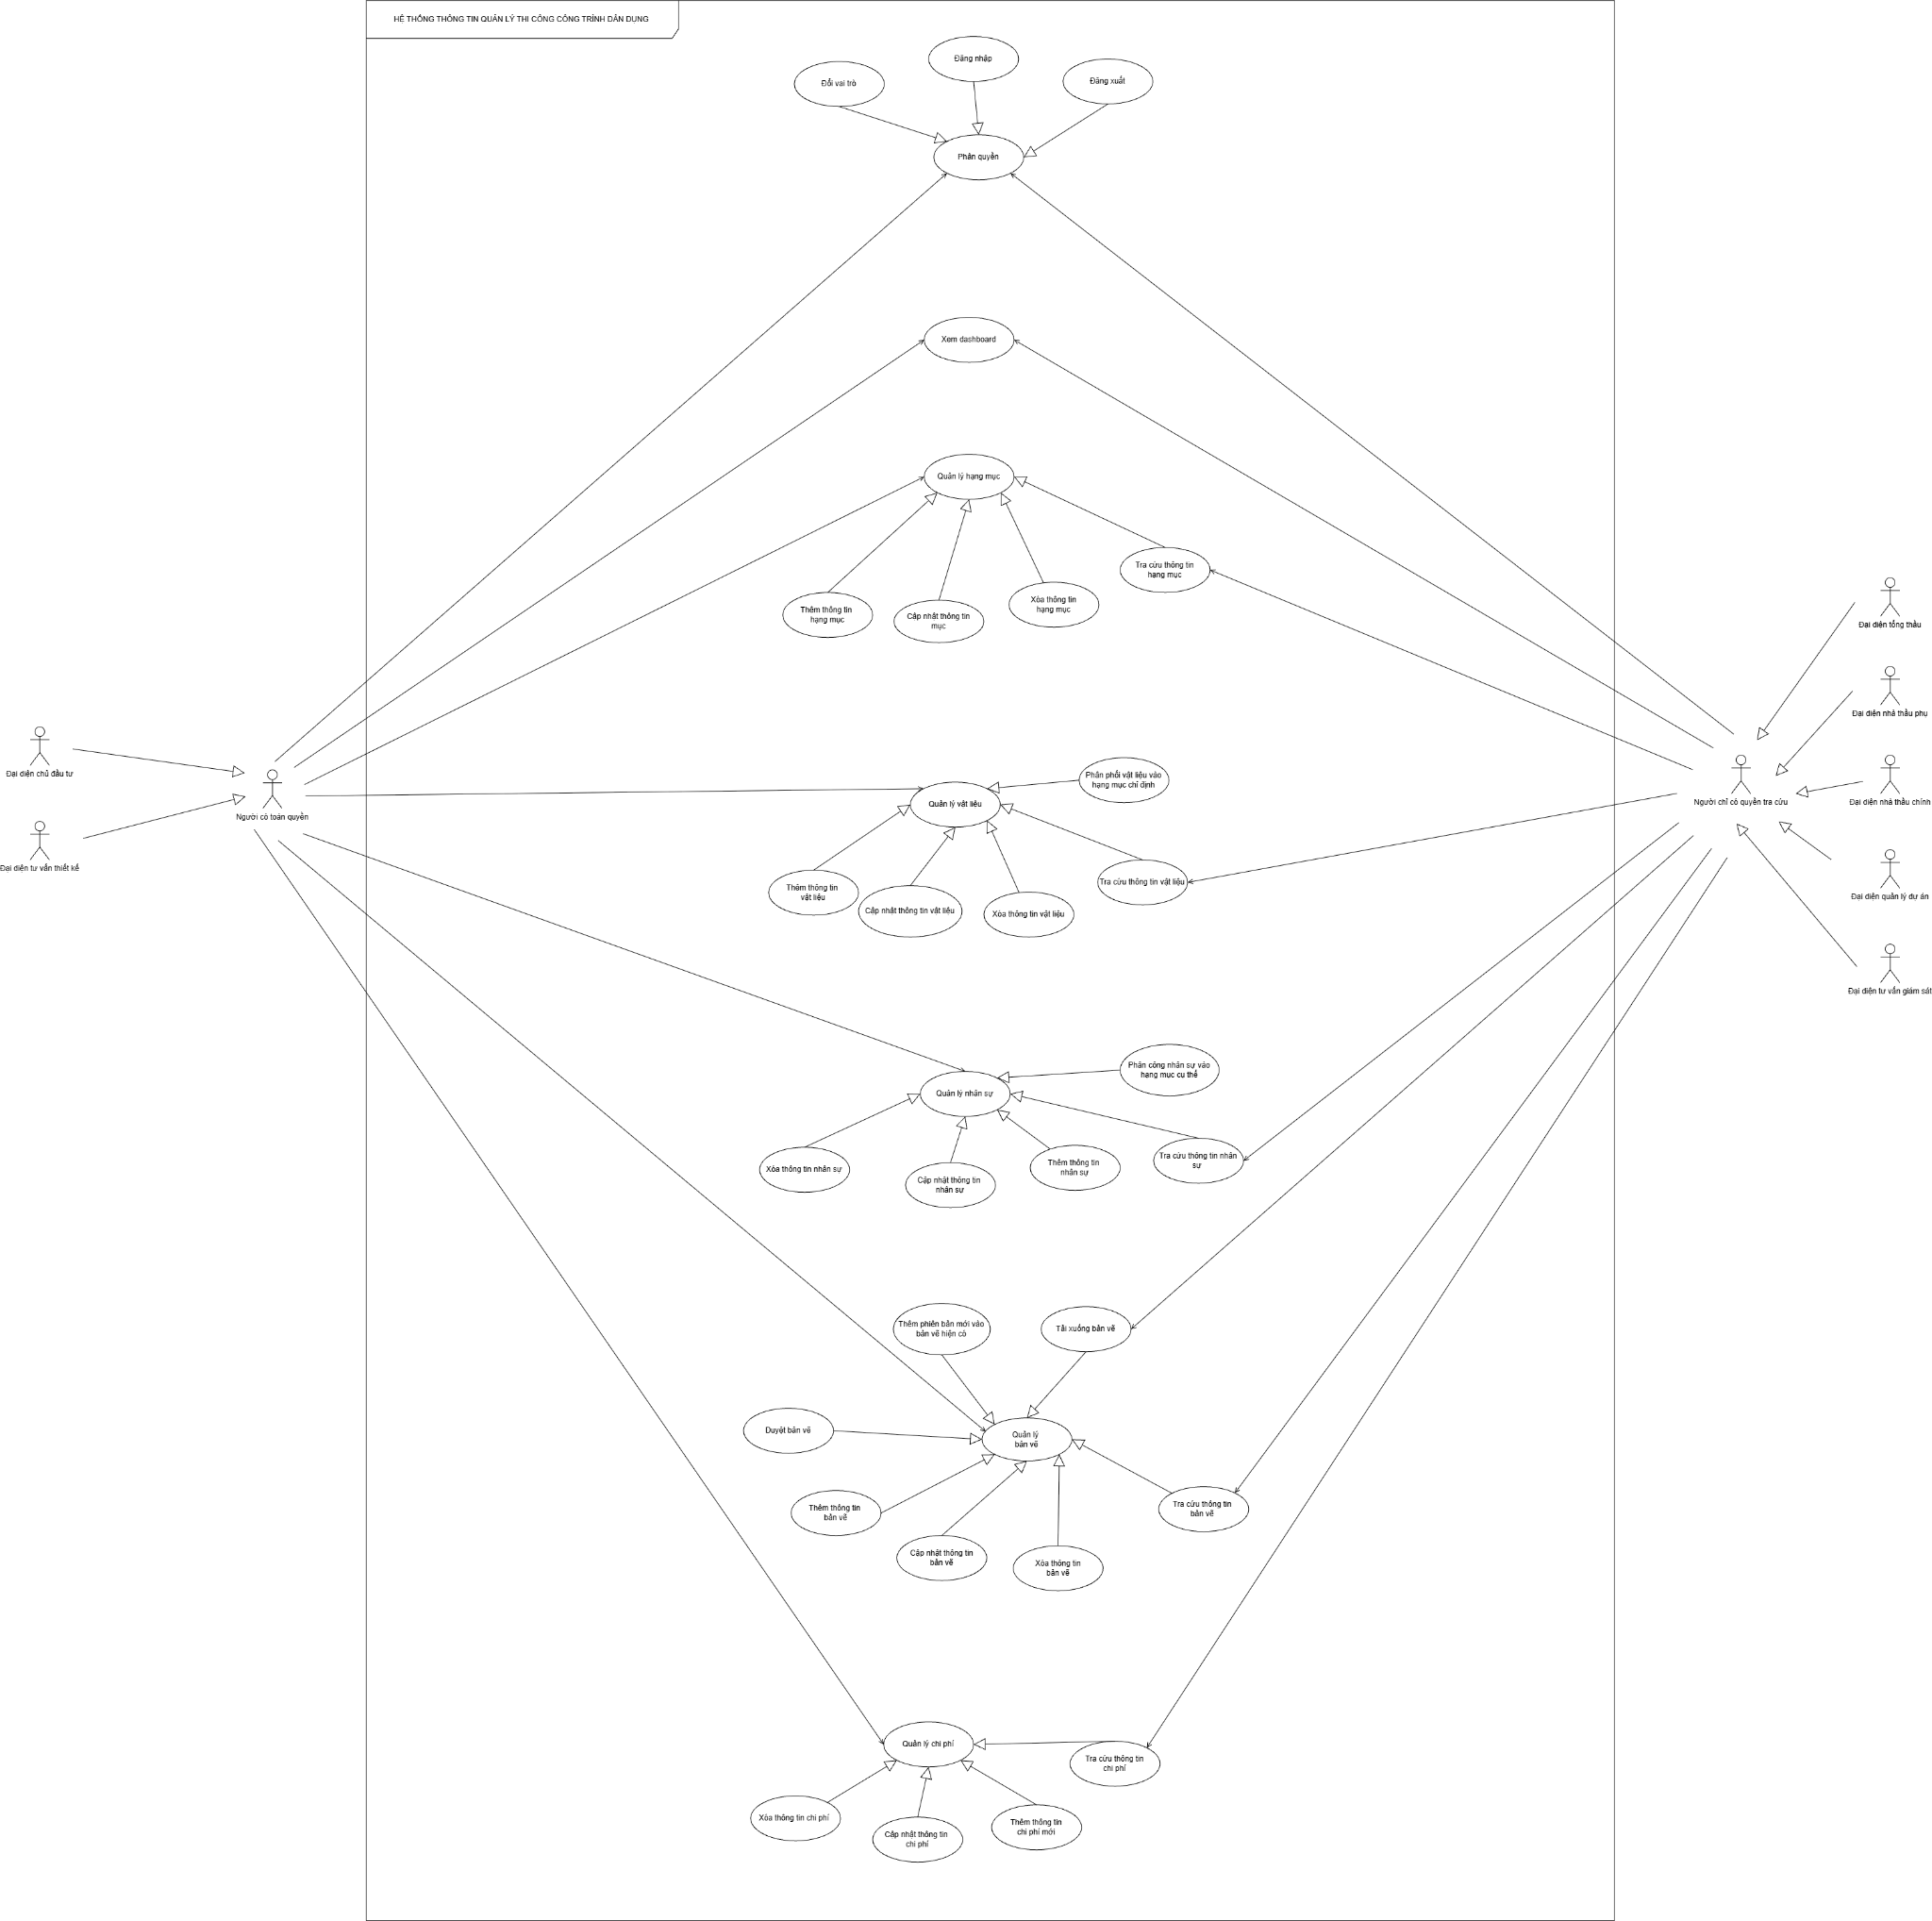 HỆ THỐNG THÔNG TIN QUẢN LÝ THI CÔNG CÔNG TRÌNH DÂN DỤNG
Đăng nhập
Đổi vai trò
Đăng xuất
Phân quyền
Xem dashboard
Quản lý hạng mục
Tra cứu thông tin
hạng mục
Thêm thông tin
hạng mục
Cập nhật thông tin
mục
Xóa thông tin
hạng mục
Đại diện tổng thầu
Đại diện nhà thầu phụ
Đại diện chủ đầu tư
Người có toàn quyền
Đại diện tư vấn thiết kế
Phân phối vật liệu vào
hạng mục chỉ định
Quản lý vật liệu
Người chỉ có quyền tra cứu
Đại diện nhà thầu chính
Thêm thông tin
vật liệu
Cập nhật thông tin vật liệu
Xóa thông tin vật liệu
Tra cứu thông tin vật liệu
Đại diện quản lý dự án
Đại diện tư vấn giám sát
Phân công nhân sự vào
hạng mục cụ thể
Quản lý nhân sự
Xóa thông tin nhân sự
Cập nhật thông tin
nhân sự
Thêm thông tin
nhân sự
Tra cứu thông tin nhân
sự
Thêm phiên bản mới vào
bản vẽ hiện có
Tải xuống bản vẽ
Duyệt bản vẽ
Quản lý
bản vẽ
Thêm thông tin
bản vẽ
Cập nhật thông tin
bản vẽ
Xóa thông tin
bản vẽ
Tra cứu thông tin
bản vẽ
Quản lý chi phí
Tra cứu thông tin
chi phí
Xóa thông tin chi phí
Cập nhật thông tin
chi phí
Thêm thông tin
chi phí mới